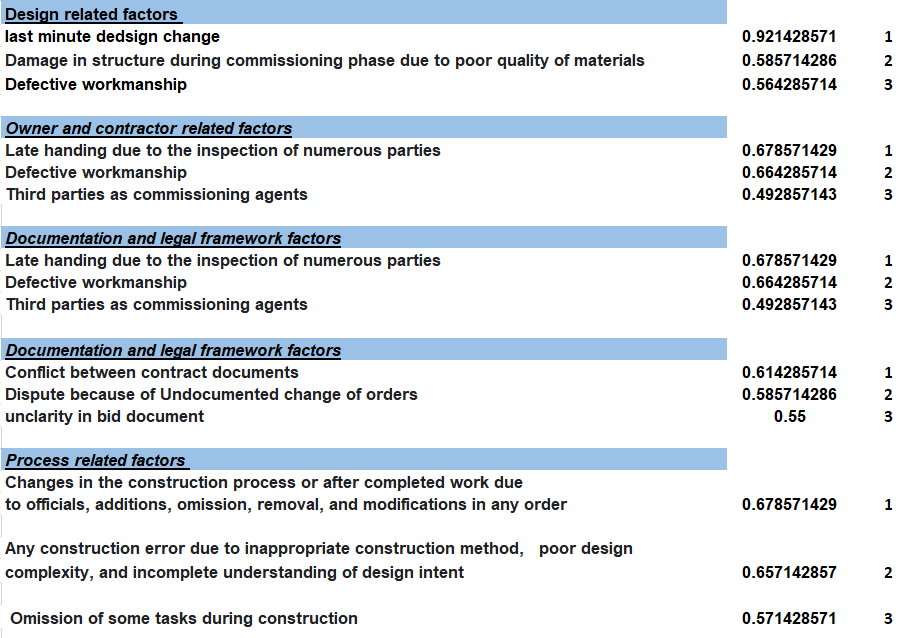 Design related factors
last minute dedsign change 0.921428571 1
Damage in structure during commissioning phase due to poor quality of materials 0.585714286 2
Defective workmanship 0.564285714 3
Owner and contractor related factors
Late handing due to the inspection of numerous parties 0.678571429 1
Defective workmanship 0.664285714 2
Third parties as commissioning agents 0.492857143 3
Documentation and legal framework factors
Late handing due to the inspection of numerous parties 0.678571429 1
Defective workmanship 0.664285714 2
Third parties as commissioning agents 0.492857143 3
Documentation and legal framework factors
Conflict between contract documents 0.614285714 1
Dispute because of Undocumented change of orders 0.585714286 2
unclarity in bid document 0.55 3
Process related factors
Changes in the construction process or after completed work due
to officials, additions, omission, removal, and modifications in any order 0.678571429 1
Any construction error due to inappropriate construction method, poor design
complexity, and incomplete understanding of design intent 0.657142857 2
Omission of some tasks during construction 0.571428571 3